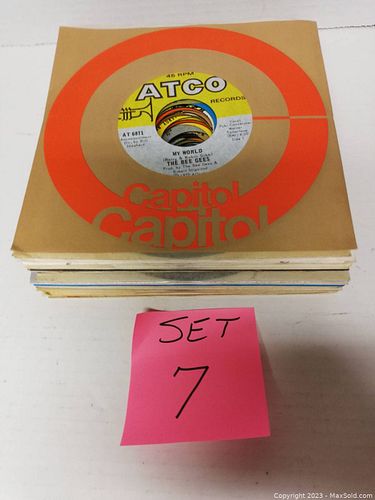 45 RPM
ATCO
RECORDS
AT 6871
MY WORLD
THE BEE GEES
Capitol
Capitol
SET
7
Copyright 2023 - MaxSold.com